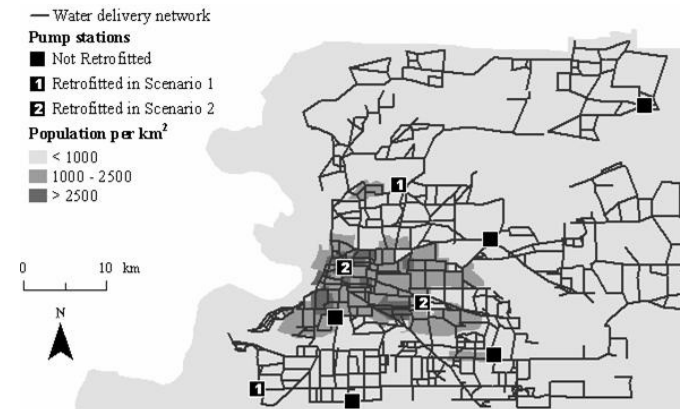 Water delivery network
Pump stations
Not Retrofitted
1 Retrofitted in Scenario 1
2 Retrofitted in Scenario 2
Population per km2
< 1000
1000 - 2500
> 2500
0 10 km
N
1
2
2
1